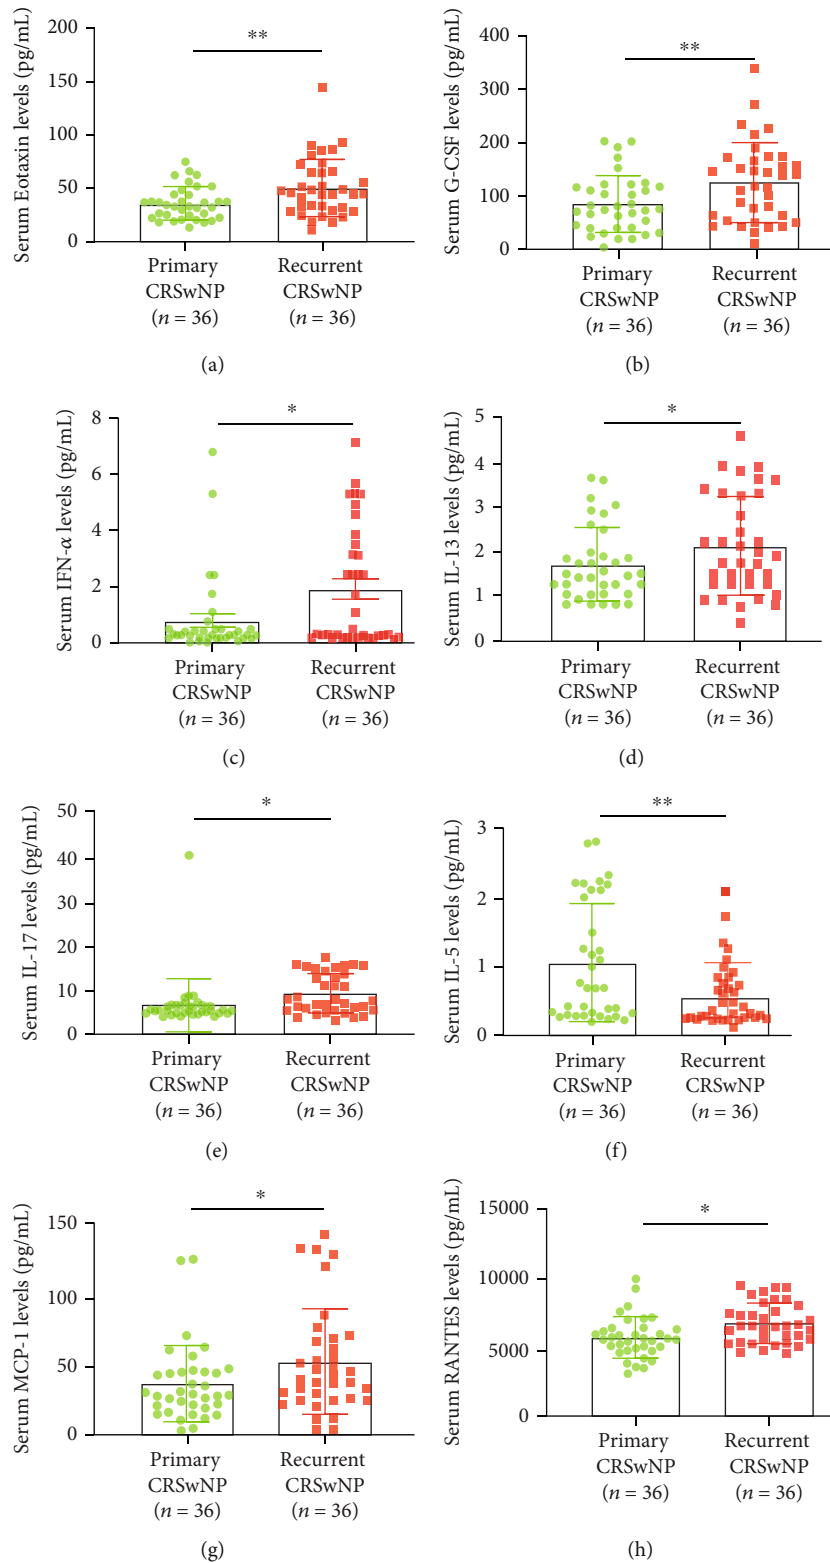 Serum Eotaxin levels (pg/mL)
200
150
100
50
0
**
Primary
CRSwNP
(n = 36)
Recurrent
CRSwNP
(n = 36)
(a)
Serum G-CSF levels (pg/mL)
400
300
200
100
0
**
Primary
CRSwNP
(n = 36)
Recurrent
CRSwNP
(n = 36)
(b)
Serum IFN-α levels (pg/mL)
8
6
4
2
0
*
Primary
CRSwNP
(n = 36)
Recurrent
CRSwNP
(n = 36)
(c)
Serum IL-13 levels (pg/mL)
5
4
3
2
1
0
*
Primary
CRSwNP
(n = 36)
Recurrent
CRSwNP
(n = 36)
(d)
Serum IL-17 levels (pg/mL)
50
40
30
20
10
0
*
Primary
CRSwNP
(n = 36)
Recurrent
CRSwNP
(n = 36)
(e)
Serum IL-5 levels (pg/mL)
3
2
1
0
**
Primary
CRSwNP
(n = 36)
Recurrent
CRSwNP
(n = 36)
(f)
Serum MCP-1 levels (pg/mL)
150
100
50
0
*
Primary
CRSwNP
(n = 36)
Recurrent
CRSwNP
(n = 36)
(g)
Serum RANTES levels (pg/mL)
15000
10000
5000
0
*
Primary
CRSwNP
(n = 36)
Recurrent
CRSwNP
(n = 36)
(h)